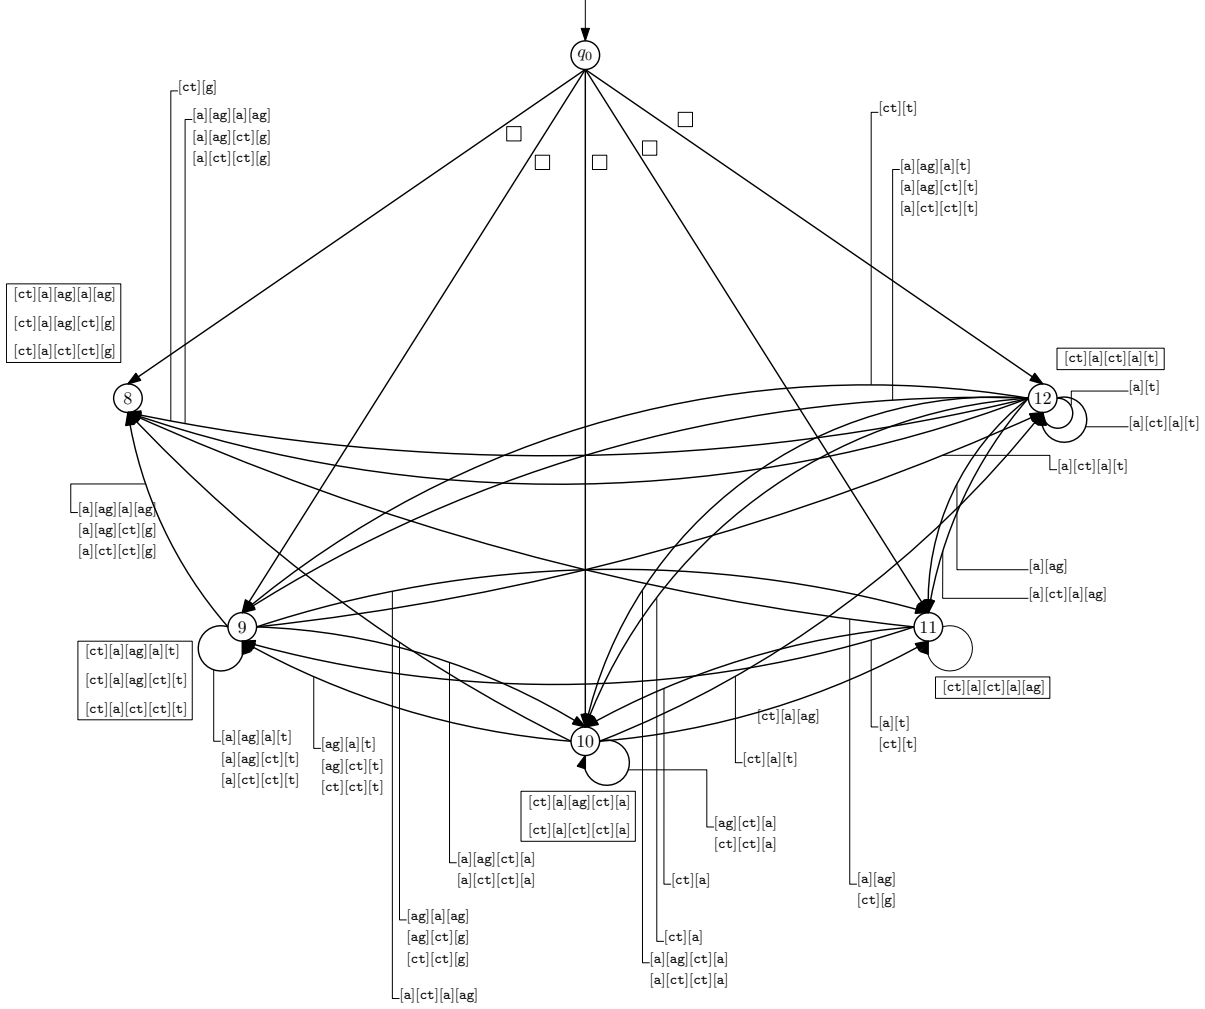 q0
[ct][g]
[a][ag][a][ag]
[a][ag][ct][g]
[a][ct][ct][g]
[ct][t]
[a][ag][a][t]
[a][ag][ct][t]
[a][ct][ct][t]
[ct][a][ag][a][ag]
[ct][a][ag][ct][g]
[ct][a][ct][ct][g]
8
12
[ct][a][ct][a][t]
[a][t]
[a][ct][a][t]
[a][ct][a][t]
[a][ag][a][ag]
[a][ag][ct][g]
[a][ct][ct][g]
[a][ag]
[a][ct][a][ag]
9
11
[ct][a][ag][a][t]
[ct][a][ag][ct][t]
[ct][a][ct][ct][t]
[ct][a][ct][a][ag]
[a][ag][a][t]
[a][ag][ct][t]
[a][ct][ct][t]
[ag][a][t]
[ag][ct][t]
[ct][ct][t]
10
[ct][a][ag]
[ct][a][t]
[a][t]
[ct][t]
[ct][a][ag][ct][a]
[ct][a][ct][ct][a]
[ag][ct][a]
[ct][ct][a]
[a][ag][ct][a]
[a][ct][ct][a]
[ct][a]
[a][ag]
[ct][g]
[ag][a][ag]
[ag][ct][g]
[ct][ct][g]
[ct][a]
[a][ag][ct][a]
[a][ct][ct][a]
[a][ct][a][ag]